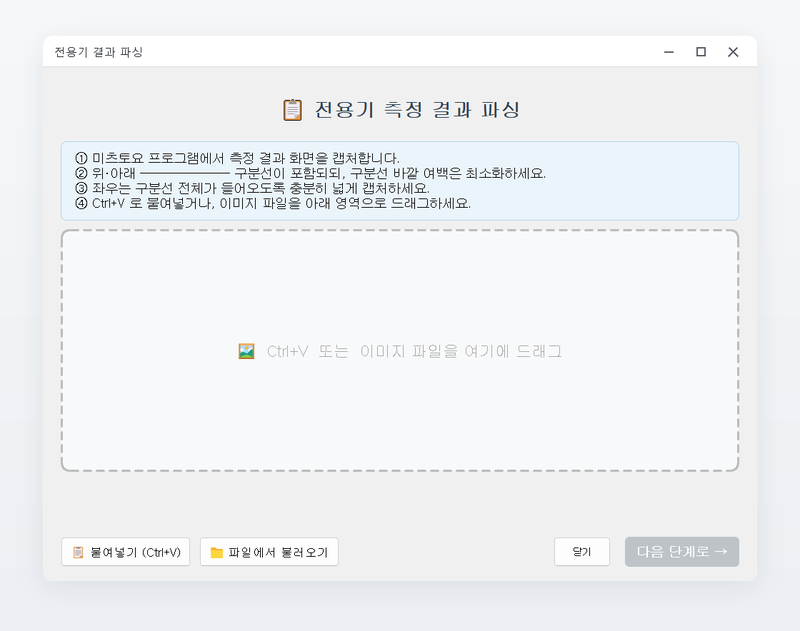 전용기 결과 파싱
전용기 측정 결과 파싱
① 미츠토요 프로그램에서 측정 결과 화면을 캡처합니다.
② 위·아래 ────────── 구분선이 포함되되, 구분선 바깥 여백은 최소화하세요.
③ 좌우는 구분선 전체가 들어오도록 충분히 넓게 캡처하세요.
④ Ctrl+V 로 붙여넣거나, 이미지 파일을 아래 영역으로 드래그하세요.
Ctrl+V 또는 이미지 파일을 여기에 드래그
붙여넣기 (Ctrl+V) 파일에서 불러오기 닫기 다음 단계로 →